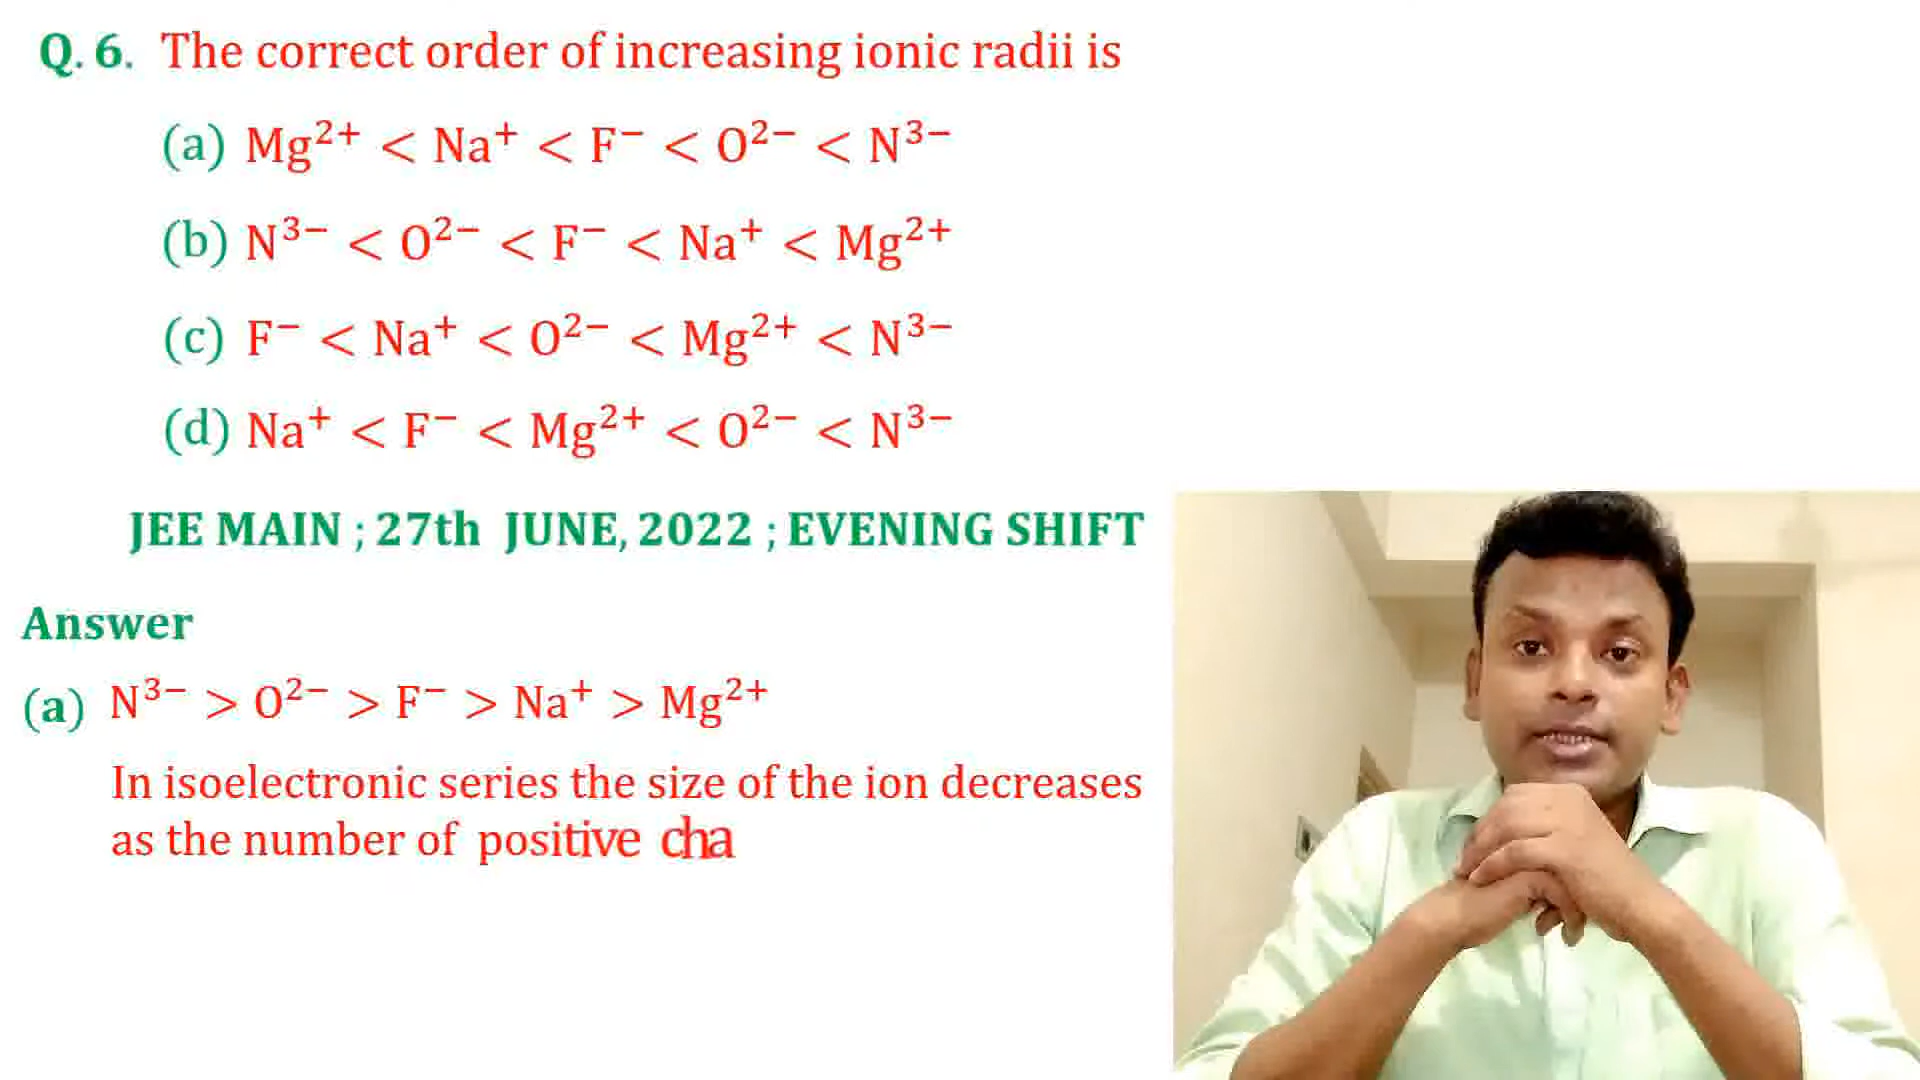 Q. 6. The correct order of increasing ionic radii is
(a) Mg²⁺ < Na⁺ < F⁻ < O²⁻ < N³⁻
(b) N³⁻ < O²⁻ < F⁻ < Na⁺ < Mg²⁺
(c) F⁻ < Na⁺ < O²⁻ < Mg²⁺ < N³⁻
(d) Na⁺ < F⁻ < Mg²⁺ < O²⁻ < N³⁻
JEE MAIN ; 27th JUNE, 2022 ; EVENING SHIFT
Answer
(a) N³⁻ > O²⁻ > F⁻ > Na⁺ > Mg²⁺
In isoelectronic series the size of the ion decreases
as the number of positive cha